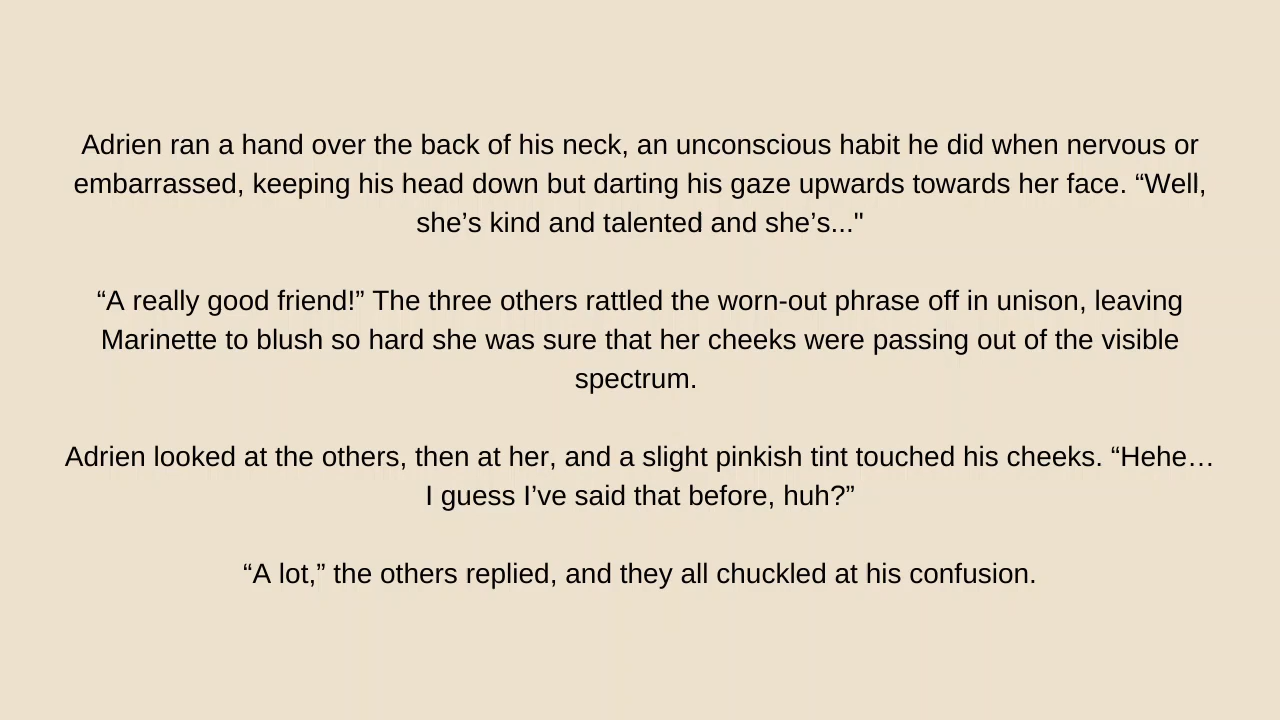 Adrien ran a hand over the back of his neck, an unconscious habit he did when nervous or
embarrassed, keeping his head down but darting his gaze upwards towards her face. “Well,
she’s kind and talented and she’s..."
“A really good friend!” The three others rattled the worn-out phrase off in unison, leaving
Marinette to blush so hard she was sure that her cheeks were passing out of the visible
spectrum.
Adrien looked at the others, then at her, and a slight pinkish tint touched his cheeks. “Hehe…
I guess I’ve said that before, huh?”
“A lot,” the others replied, and they all chuckled at his confusion.